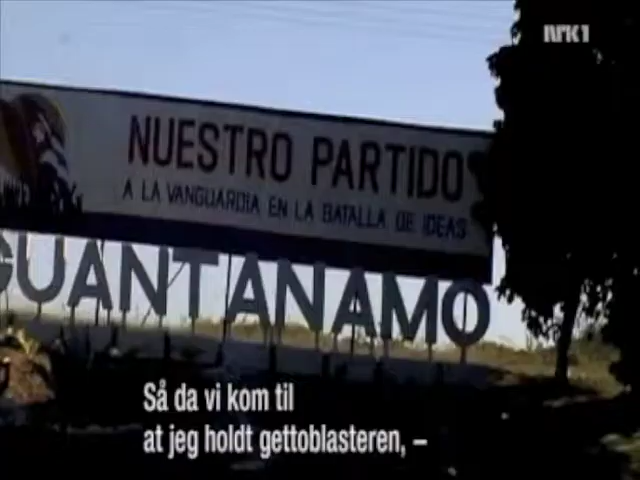 NRK1
NUESTRO PARTIDO
A LA VANGUARDIA EN LA BATALLA DE IDEAS
GUANTANAMO
Så da vi kom til
at jeg holdt gettoblasteren, –